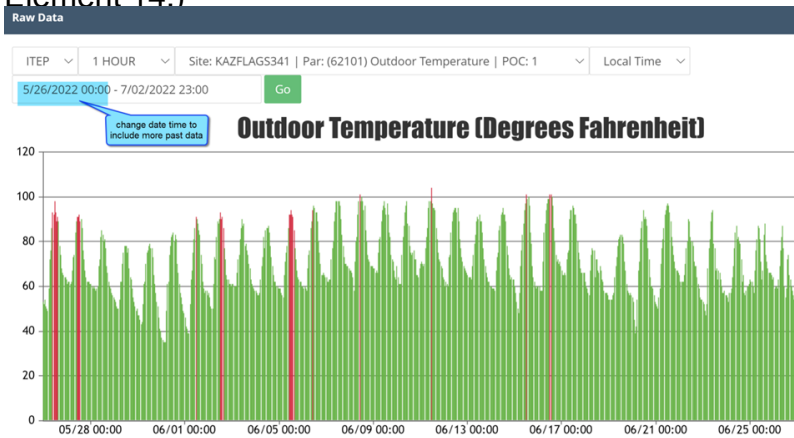 Element 14.)
Raw Data
ITEP 1 HOUR Site: KAZFLAGS341 | Par: (62101) Outdoor Temperature | POC: 1 Local Time
5/26/2022 00:00 - 7/02/2022 23:00 Go
change date time to
include more past data
Outdoor Temperature (Degrees Fahrenheit)
120
100
80
60
40
20
0
05/28 00:00 06/01 00:00 06/05 00:00 06/09 00:00 06/13 00:00 06/17 00:00 06/21 00:00 06/25 00:00